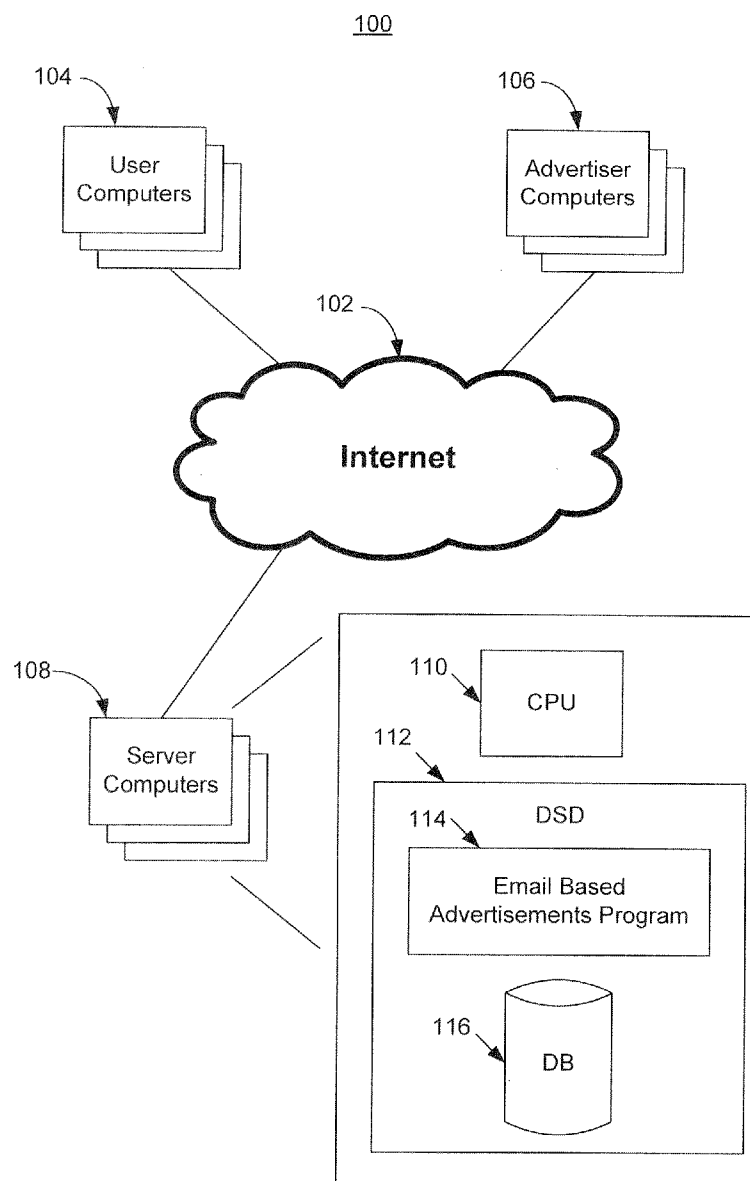 100
104
106
User
Computers
Advertiser
Computers
102
Internet
108
Server
Computers
110
CPU
112
DSD
114
Email Based
Advertisements Program
116
DB